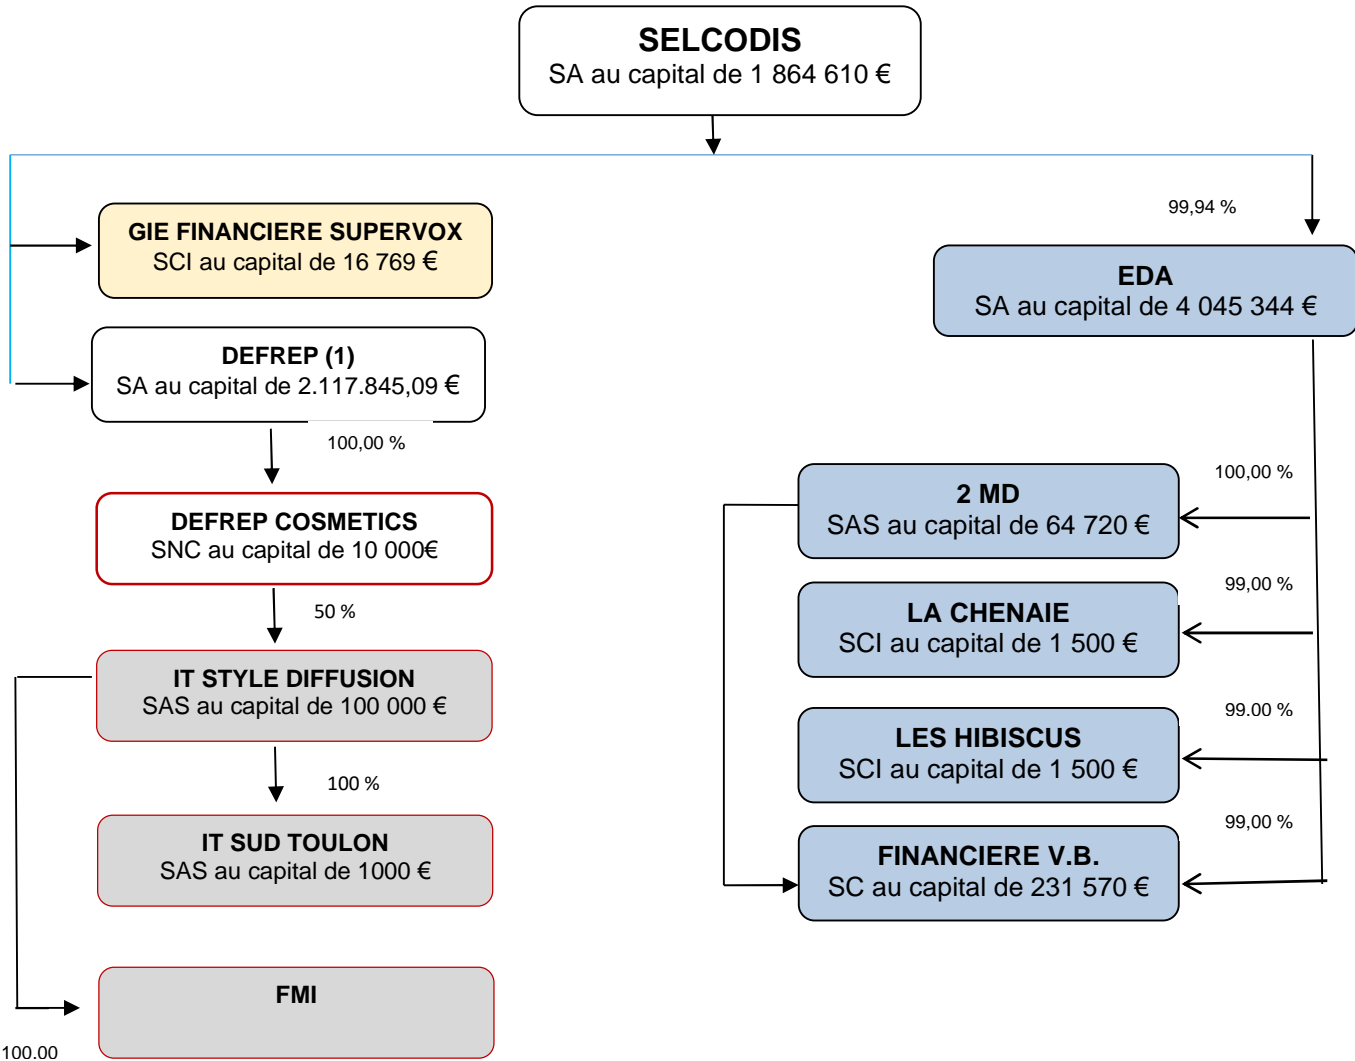 SELCODIS
SA au capital de 1 864 610 €
GIE FINANCIERE SUPERVOX
SCI au capital de 16 769 €
99,94 %
EDA
SA au capital de 4 045 344 €
DEFREP (1)
SA au capital de 2.117.845,09 €
100,00 %
DEFREP COSMETICS
SNC au capital de 10 000€
50 %
IT STYLE DIFFUSION
SAS au capital de 100 000 €
100 %
IT SUD TOULON
SAS au capital de 1000 €
FMI
100.00
2 MD
SAS au capital de 64 720 €
100,00 %
LA CHENAIE
SCI au capital de 1 500 €
99,00 %
LES HIBISCUS
SCI au capital de 1 500 €
99.00 %
FINANCIERE V.B.
SC au capital de 231 570 €
99,00 %